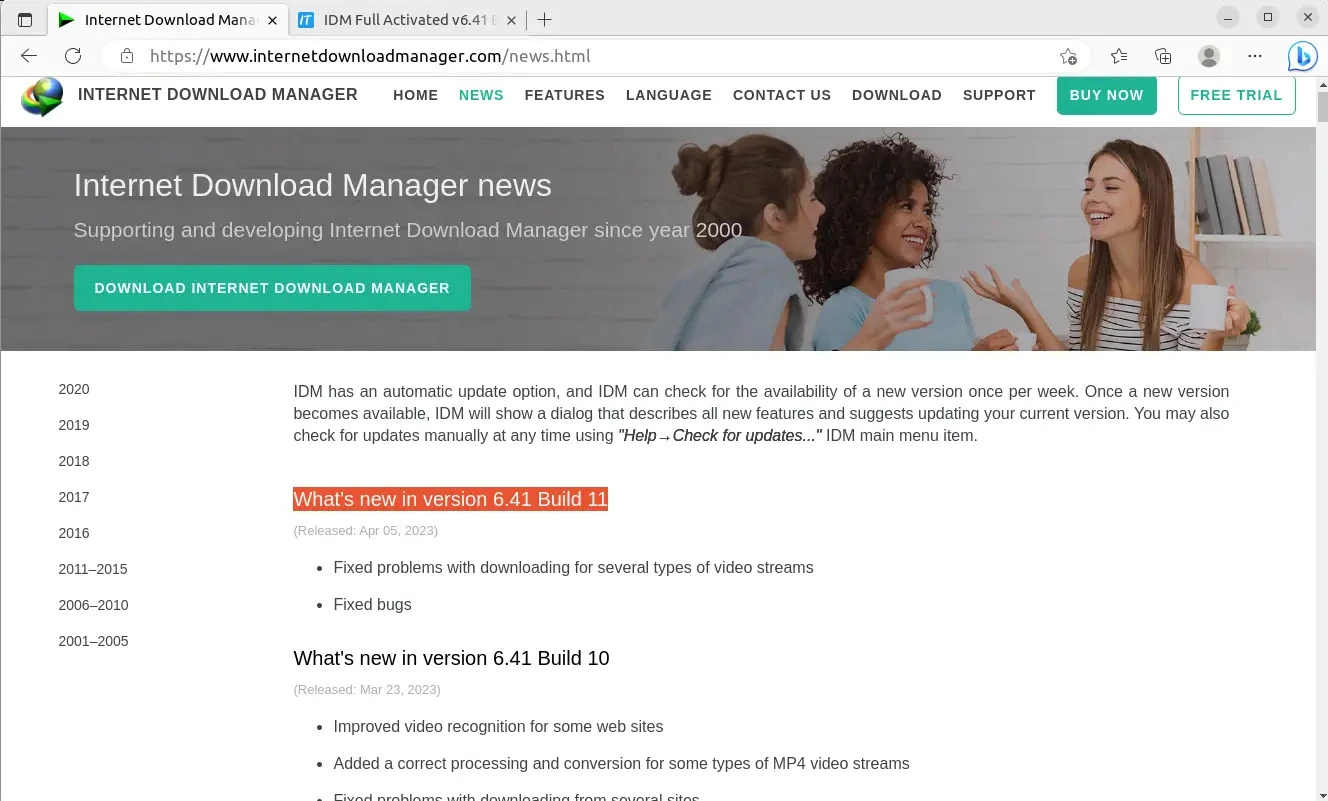 Internet Download Mana
IDM Full Activated v6.41
https://www.internetdownloadmanager.com/news.html
INTERNET DOWNLOAD MANAGER
HOME
NEWS
FEATURES
LANGUAGE
CONTACT US
DOWNLOAD
SUPPORT
BUY NOW
FREE TRIAL
Internet Download Manager news
Supporting and developing Internet Download Manager since year 2000
DOWNLOAD INTERNET DOWNLOAD MANAGER
2020
2019
2018
2017
2016
2011–2015
2006–2010
2001–2005
IDM has an automatic update option, and IDM can check for the availability of a new version once per week. Once a new version
becomes available, IDM will show a dialog that describes all new features and suggests updating your current version. You may also
check for updates manually at any time using "Help→Check for updates..." IDM main menu item.
What's new in version 6.41 Build 11
(Released: Apr 05, 2023)
• Fixed problems with downloading for several types of video streams
• Fixed bugs
What's new in version 6.41 Build 10
(Released: Mar 23, 2023)
• Improved video recognition for some web sites
• Added a correct processing and conversion for some types of MP4 video streams
• Fixed problems with downloading from several sites